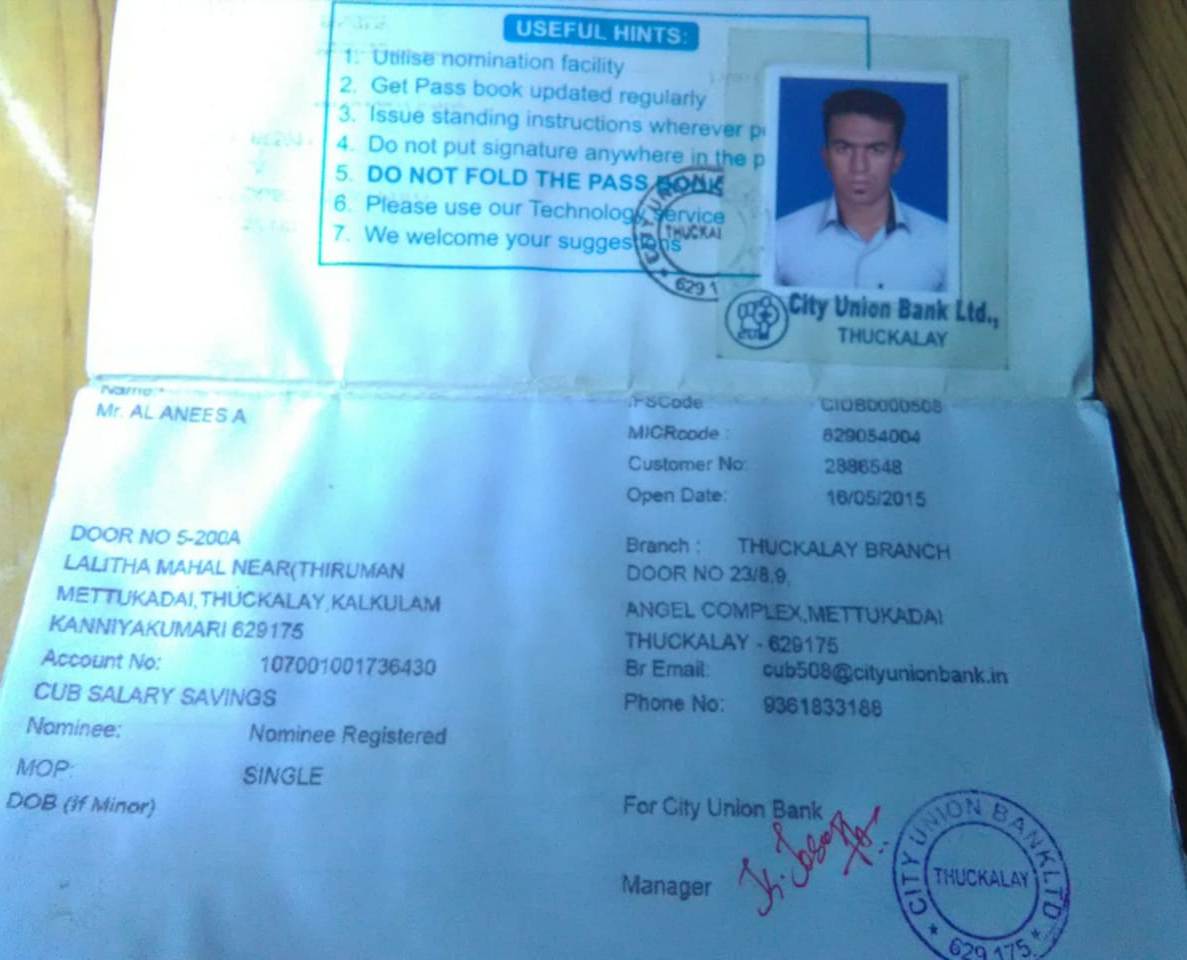 USEFUL HINTS:
1. Utilise nomination facility
2. Get Pass book updated regularly
3. Issue standing instructions wherever p
4. Do not put signature anywhere in the p
5. DO NOT FOLD THE PASS BOOK
6. Please use our Technology Service
7. We welcome your suggestions
CITY UNION
THUCKAL
629 1
City Union Bank Ltd.,
THUCKALAY
Name:
Mr. AL ANEES A
DOOR NO 5-200A
LALITHA MAHAL NEAR(THIRUMAN
METTUKADAI,THUCKALAY,KALKULAM
KANNIYAKUMARI 629175
Account No: 107001001736430
CUB SALARY SAVINGS
Nominee: Nominee Registered
MOP: SINGLE
DOB (if Minor)
IFSCode CIUB0000508
MICRcode : 629054004
Customer No: 2886548
Open Date: 16/05/2015
Branch : THUCKALAY BRANCH
DOOR NO 23/8,9,
ANGEL COMPLEX,METTUKADAI
THUCKALAY - 629175
Br Email: cub508@cityunionbank.in
Phone No: 9361833188
For City Union Bank
Manager
CITY UNION BANK LTD
THUCKALAY
629 175